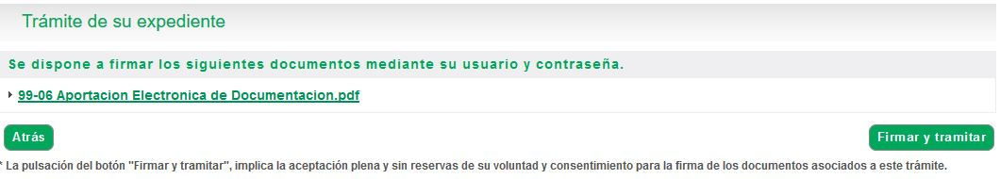 Trámite de su expediente
Se dispone a firmar los siguientes documentos mediante su usuario y contraseña.
99-06 Aportacion Electronica de Documentacion.pdf
Atrás
Firmar y tramitar
* La pulsación del botón "Firmar y tramitar", implica la aceptación plena y sin reservas de su voluntad y consentimiento para la firma de los documentos asociados a este trámite.